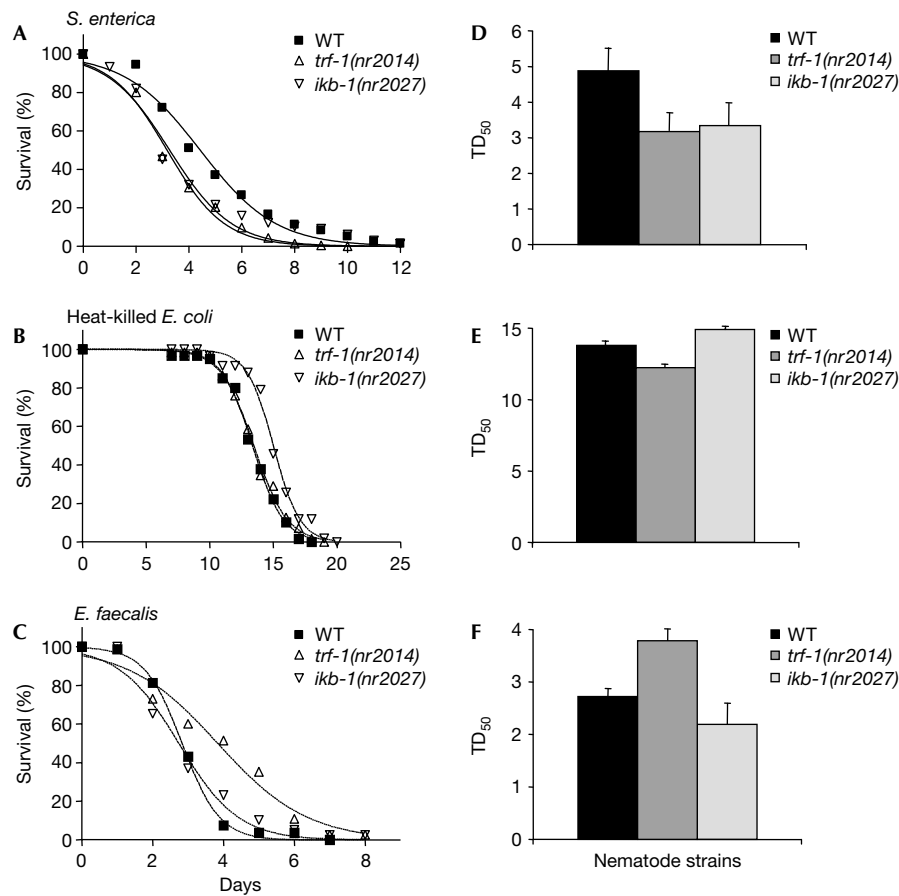 A
S. enterica
WT
trf-1(nr2014)
ikb-1(nr2027)
Survival (%)
100
80
60
40
20
0
0 2 4 6 8 10 12
D
WT
trf-1(nr2014)
ikb-1(nr2027)
TD50
6
5
4
3
2
1
0
B
Heat-killed E. coli
WT
trf-1(nr2014)
ikb-1(nr2027)
Survival (%)
100
80
60
40
20
0
0 5 10 15 20 25
E
WT
trf-1(nr2014)
ikb-1(nr2027)
TD50
15
10
5
0
C
E. faecalis
WT
trf-1(nr2014)
ikb-1(nr2027)
Survival (%)
100
80
60
40
20
0
0 2 4 6 8
Days
F
WT
trf-1(nr2014)
ikb-1(nr2027)
TD50
4
3
2
1
0
Nematode strains